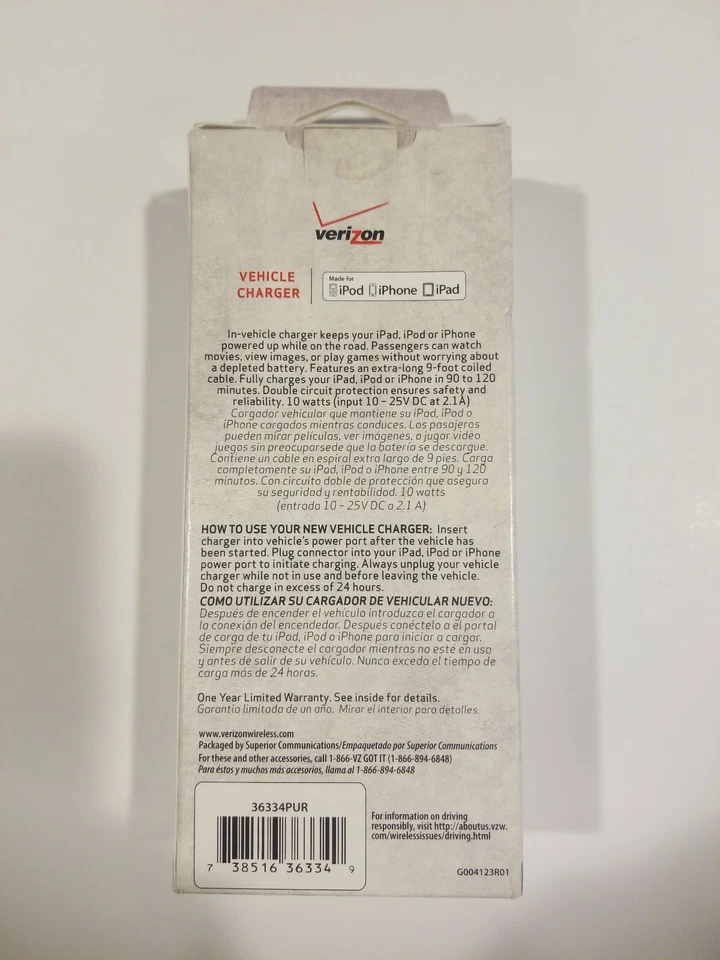 verizon
VEHICLE
CHARGER
Made for
iPod iPhone iPad
In-vehicle charger keeps your iPad, iPod or iPhone
powered up while on the road. Passengers can watch
movies, view images, or play games without worrying about
a depleted battery. Features an extra-long 9-foot coiled
cable. Fully charges your iPad, iPod or iPhone in 90 to 120
minutes. Double circuit protection ensures safety and
reliability. 10 watts (input 10 – 25V DC at 2.1A)
Cargador vehicular que mantiene su iPad, iPod o
iPhone cargados mientras conduces. Los pasajeros
pueden mirar películas, ver imágenes, o jugar video
juegos sin preocuparsede que la batería se descargue.
Contiene un cable en espiral extra largo de 9 pies. Carga
completamente su iPad, iPod o iPhone entre 90 y 120
minutos. Con circuito doble de protección que asegura
su seguridad y rentabilidad. 10 watts
(entrada 10 – 25V DC a 2.1 A)
HOW TO USE YOUR NEW VEHICLE CHARGER: Insert
charger into vehicle's power port after the vehicle has
been started. Plug connector into your iPad, iPod or iPhone
power port to initiate charging. Always unplug your vehicle
charger while not in use and before leaving the vehicle.
Do not charge in excess of 24 hours.
COMO UTILIZAR SU CARGADOR DE VEHICULAR NUEVO:
Después de encender el vehículo introduzca el cargador a
la conexión del encendedor. Después conéctelo a el portal
de carga de tu iPad, iPod o iPhone para iniciar a cargar.
Siempre desconecte el cargador mientras no esté en uso
y antes de salir de su vehículo. Nunca exceda el tiempo de
carga más de 24 horas.
One Year Limited Warranty. See inside for details.
Garantía limitada de un año. Mirar el interior para detalles.
www.verizonwireless.com
Packaged by Superior Communications/Empaquetado por Superior Communications
For these and other accessories, call 1-866-VZ GOT IT (1-866-894-6848)
Para éstos y muchos más accesorios, llama al 1-866-894-6848
36334PUR
7 38516 36334 9
For information on driving
responsibly, visit http://aboutus.vzw.
com/wirelessissues/driving.html
G004123R01